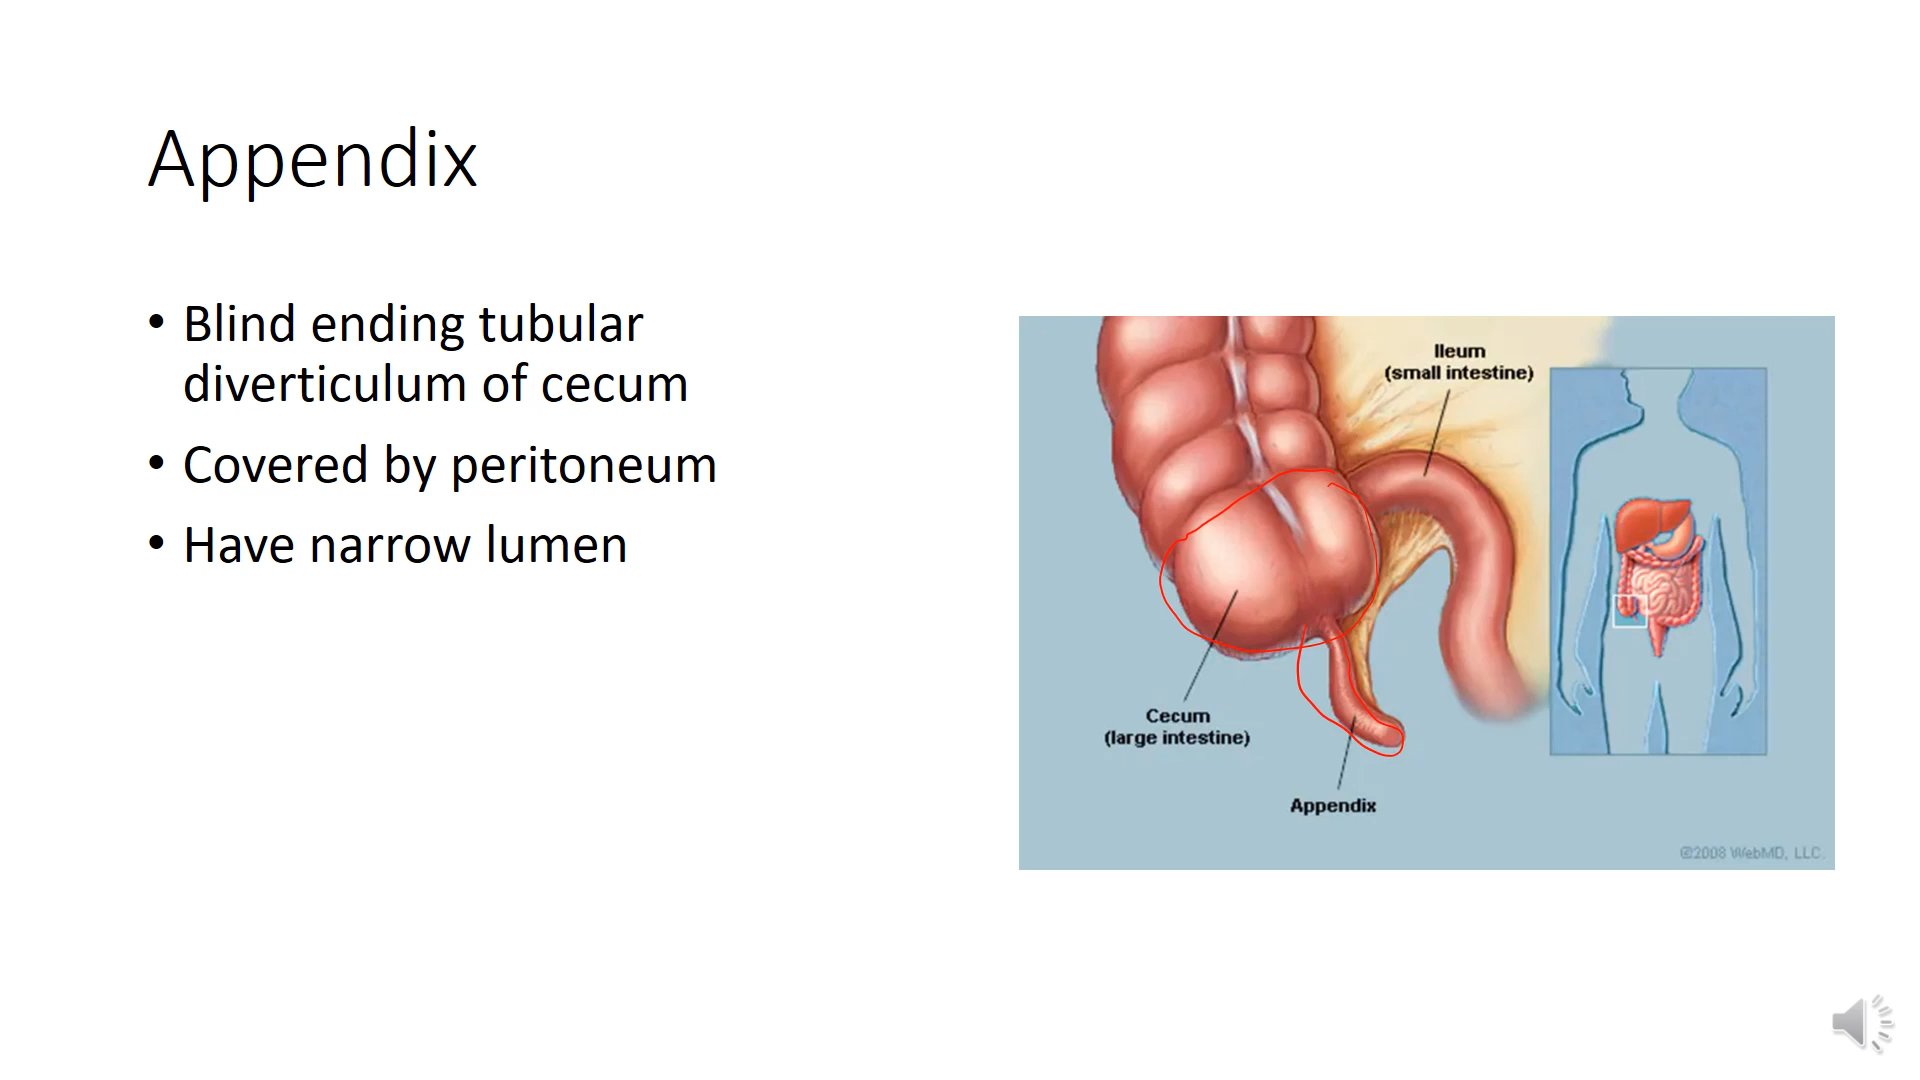 Appendix
• Blind ending tubular
diverticulum of cecum
• Covered by peritoneum
• Have narrow lumen
Ileum
(small intestine)
Cecum
(large intestine)
Appendix
©2008 WebMD, LLC.